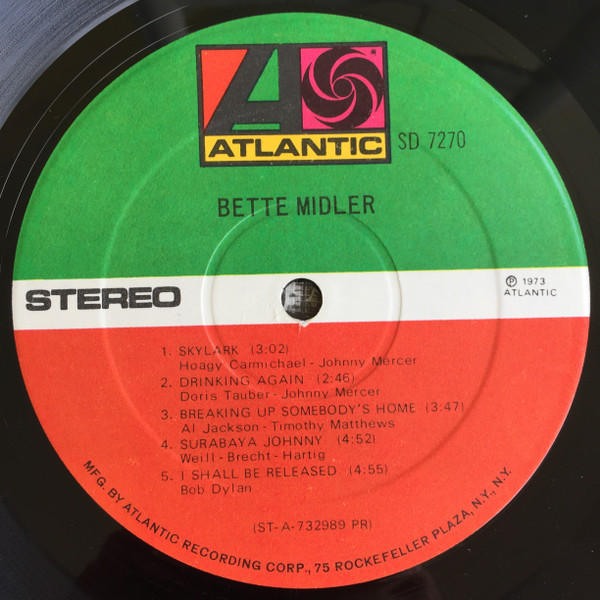 ATLANTIC
SD 7270
BETTE MIDLER
STEREO
Ⓟ 1973
ATLANTIC
1. SKYLARK (3:02)
Hoagy Carmichael - Johnny Mercer
2. DRINKING AGAIN (2:46)
Doris Tauber - Johnny Mercer
3. BREAKING UP SOMEBODY'S HOME (3:47)
Al Jackson - Timothy Matthews
4. SURABAYA JOHNNY (4:52)
Weill - Brecht - Hartig
5. I SHALL BE RELEASED (4:55)
Bob Dylan
(ST-A-732989 PR)
MFG. BY ATLANTIC RECORDING CORP., 75 ROCKEFELLER PLAZA, N.Y., N.Y.